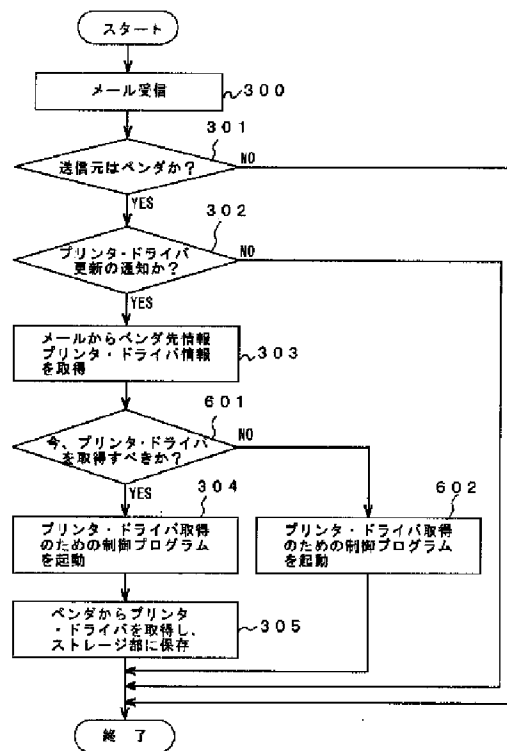 スタート
メール受信
300
送信元はベンダか?
301
NO
YES
プリンタ・ドライバ
更新の通知か?
302
NO
YES
メールからベンダ先情報
プリンタ・ドライバ情報
を取得
303
今、プリンタ・ドライバ
を取得すべきか?
601
NO
YES
プリンタ・ドライバ取得
のための制御プログラム
を起動
304
プリンタ・ドライバ取得
のための制御プログラム
を起動
602
ベンダからプリンタ
・ドライバを取得し、
ストレージ部に保存
305
終了